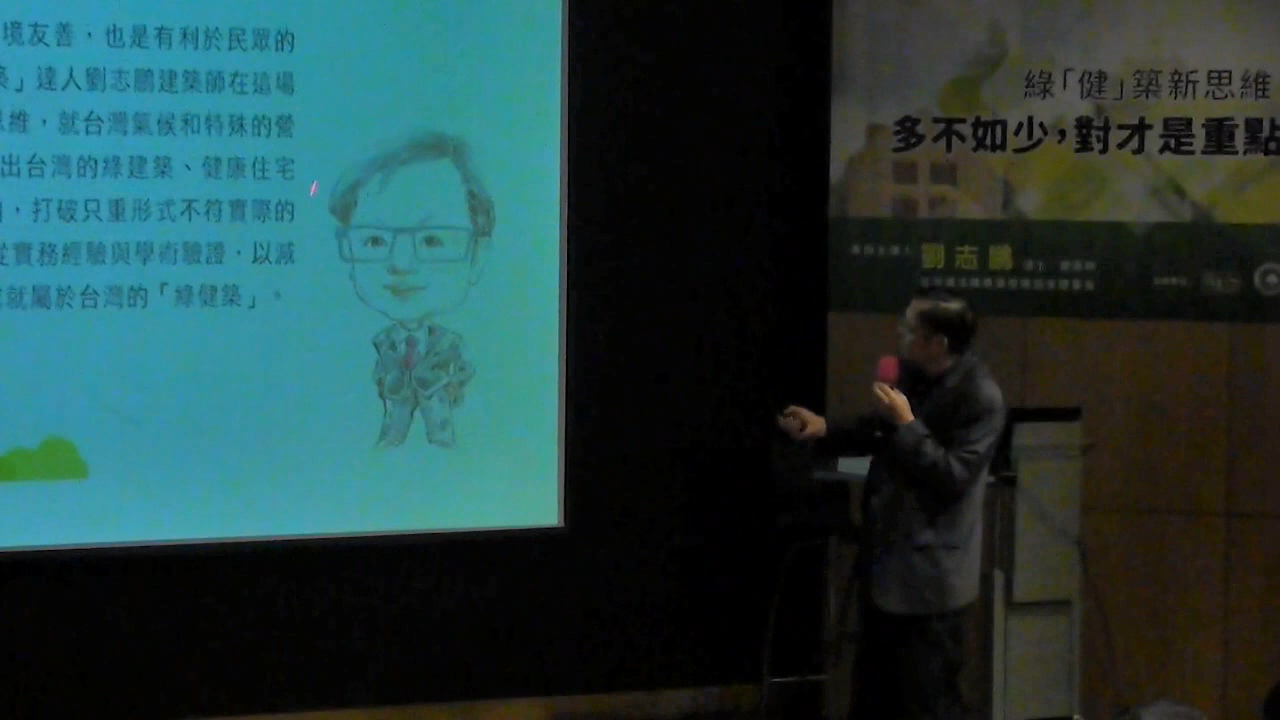 境友善，也是有利於民眾的
築」達人劉志鵬建築師在這場
思維，就台灣氣候和特殊的營
出台灣的綠建築、健康住宅
，打破只重形式不符實際的
從實務經驗與學術驗證，以減
就屬於台灣的「綠健築」。
綠「健」築新思維
多不如少，對才是重點
劉志鵬